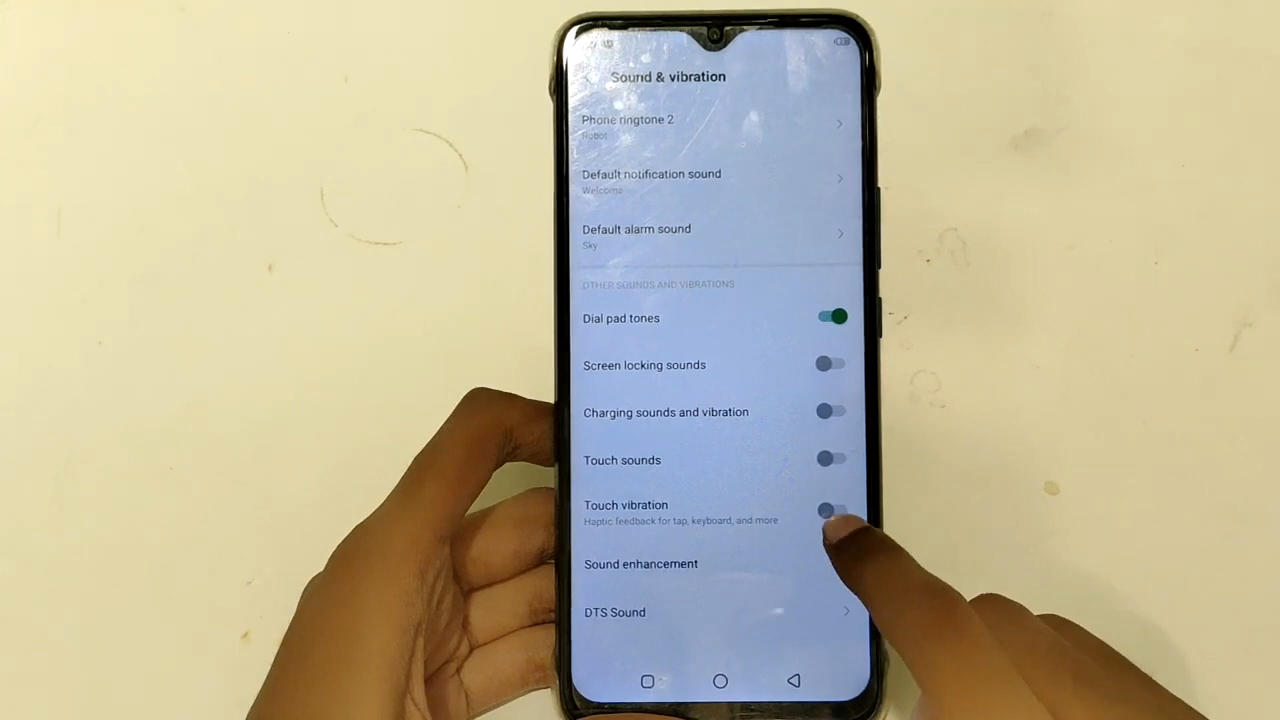 Sound & vibration
Phone ringtone 2
Robot
Default notification sound
Welcome
Default alarm sound
Sky
OTHER SOUNDS AND VIBRATIONS
Dial pad tones
Screen locking sounds
Charging sounds and vibration
Touch sounds
Touch vibration
Haptic feedback for tap, keyboard, and more
Sound enhancement
DTS Sound